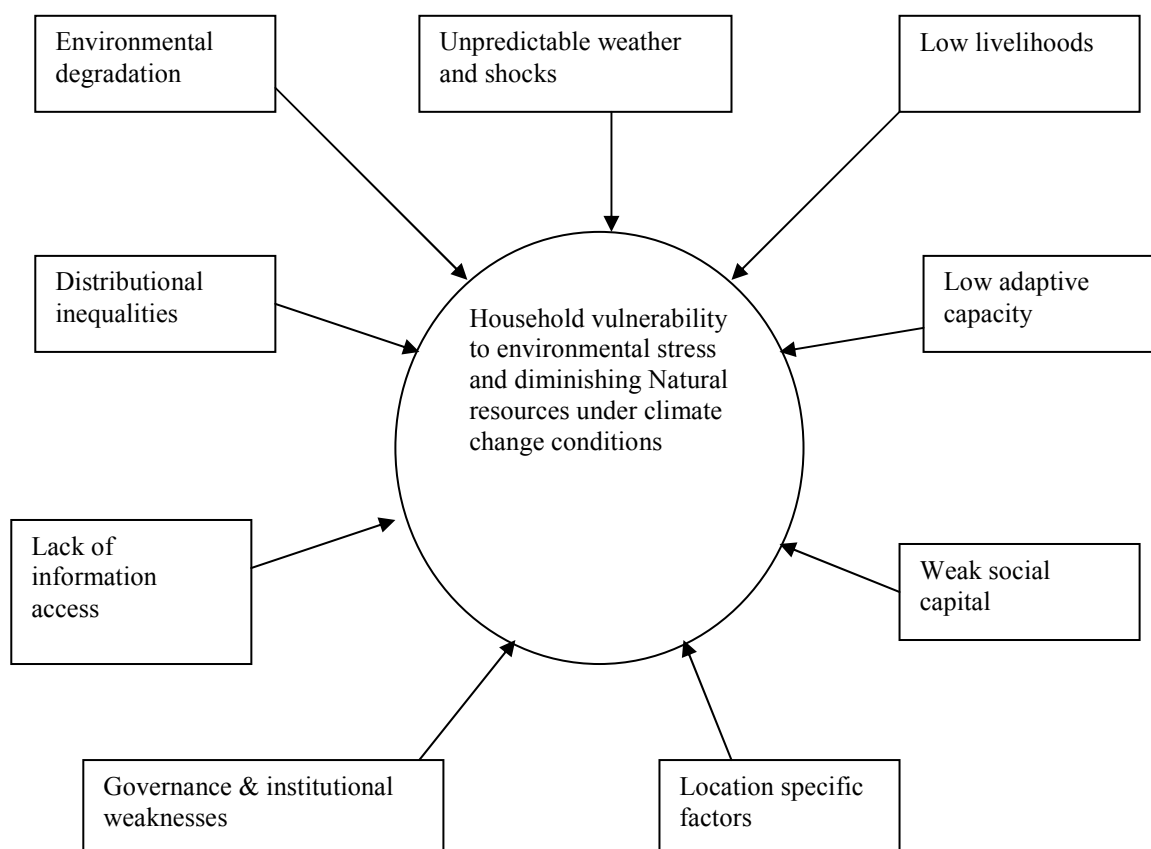 Environmental
degradation
Unpredictable weather
and shocks
Low livelihoods
Distributional
inequalities
Household vulnerability
to environmental stress
and diminishing Natural
resources under climate
change conditions
Low adaptive
capacity
Lack of
information
access
Weak social
capital
Governance & institutional
weaknesses
Location specific
factors